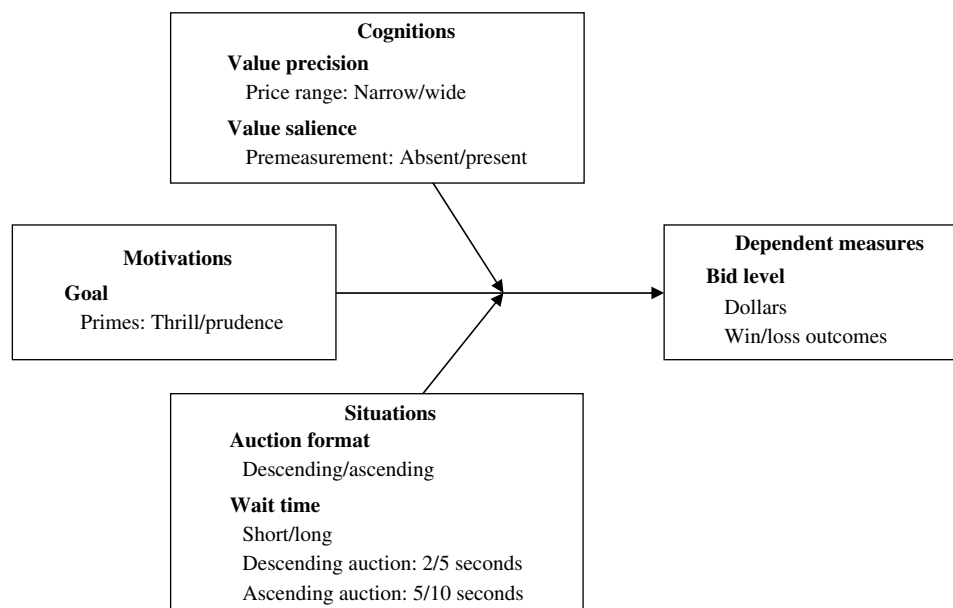 Cognitions
Value precision
Price range: Narrow/wide
Value salience
Premeasurement: Absent/present
Motivations
Goal
Primes: Thrill/prudence
Dependent measures
Bid level
Dollars
Win/loss outcomes
Situations
Auction format
Descending/ascending
Wait time
Short/long
Descending auction: 2/5 seconds
Ascending auction: 5/10 seconds